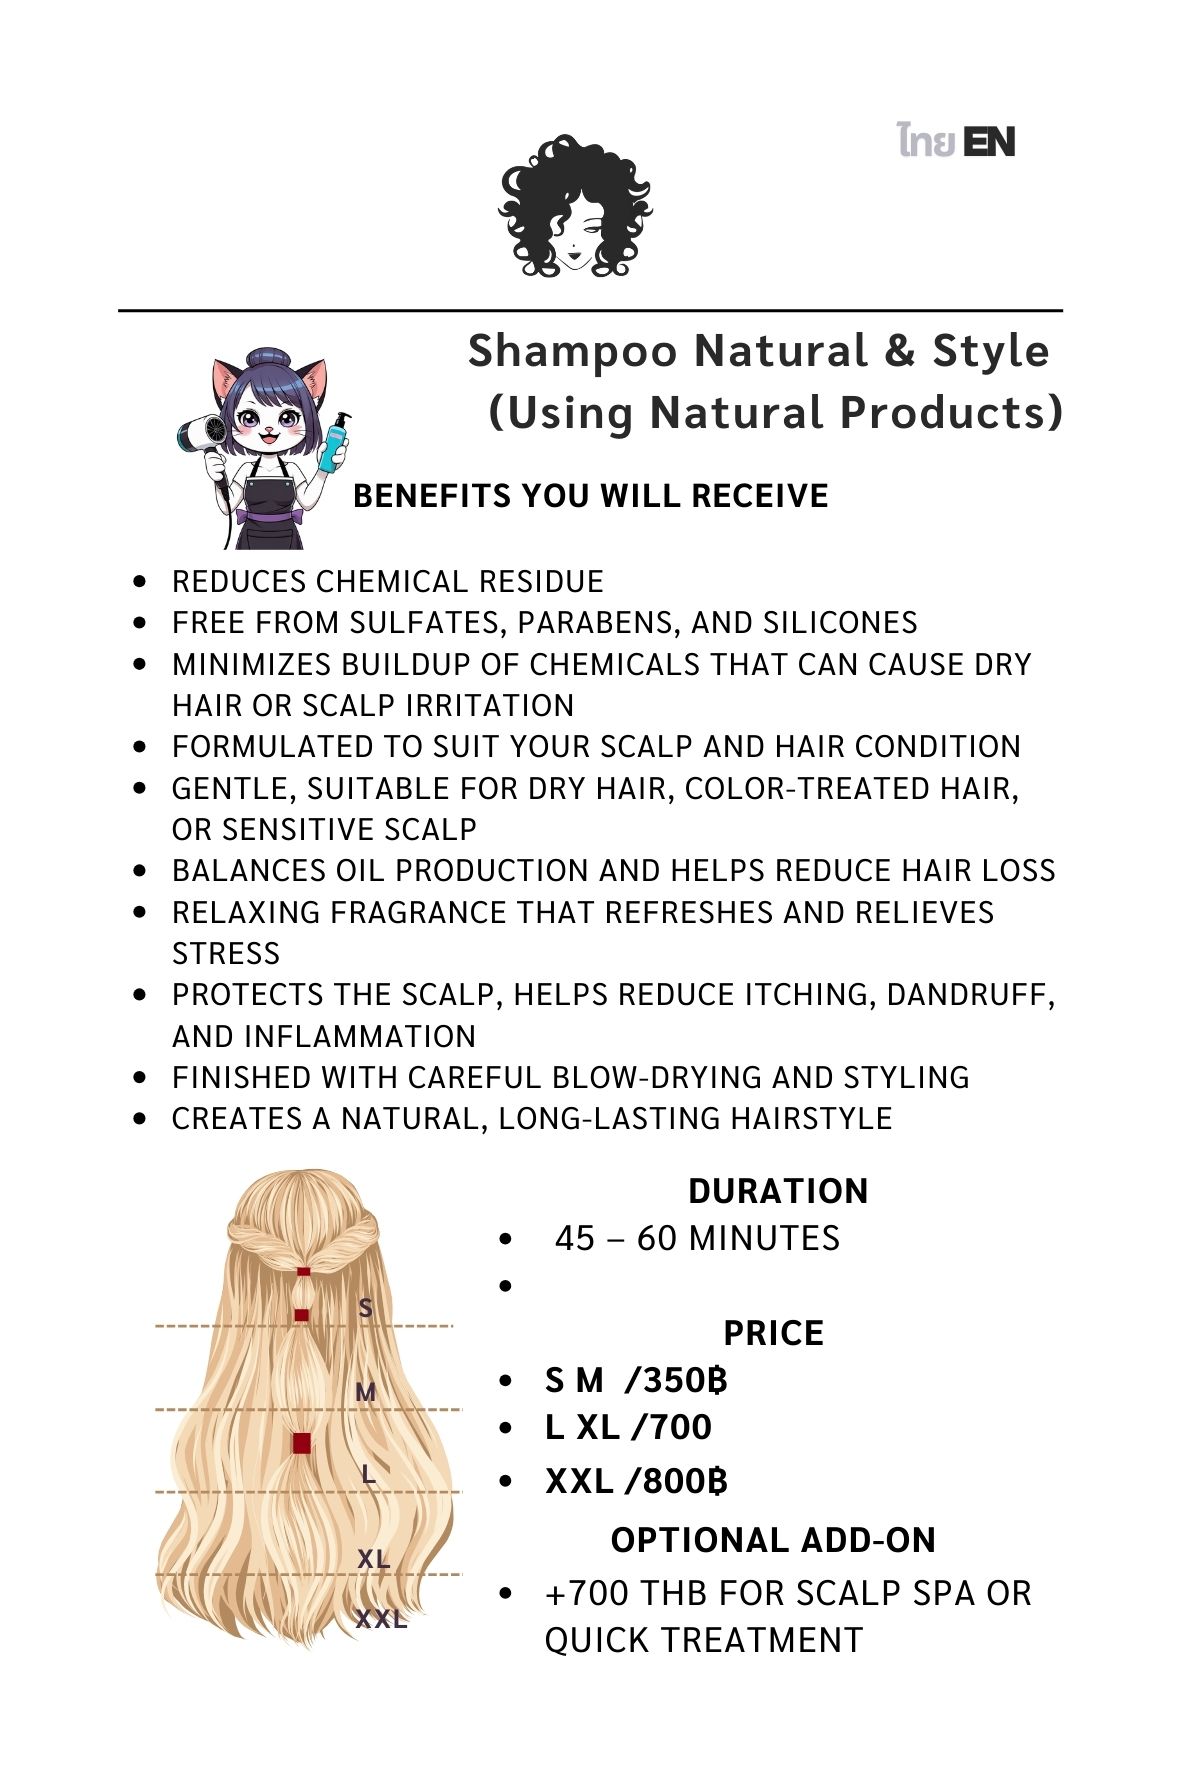 ไทย EN
Shampoo Natural & Style
(Using Natural Products)
BENEFITS YOU WILL RECEIVE
• REDUCES CHEMICAL RESIDUE
• FREE FROM SULFATES, PARABENS, AND SILICONES
• MINIMIZES BUILDUP OF CHEMICALS THAT CAN CAUSE DRY
HAIR OR SCALP IRRITATION
• FORMULATED TO SUIT YOUR SCALP AND HAIR CONDITION
• GENTLE, SUITABLE FOR DRY HAIR, COLOR-TREATED HAIR,
OR SENSITIVE SCALP
• BALANCES OIL PRODUCTION AND HELPS REDUCE HAIR LOSS
• RELAXING FRAGRANCE THAT REFRESHES AND RELIEVES
STRESS
• PROTECTS THE SCALP, HELPS REDUCE ITCHING, DANDRUFF,
AND INFLAMMATION
• FINISHED WITH CAREFUL BLOW-DRYING AND STYLING
• CREATES A NATURAL, LONG-LASTING HAIRSTYLE
S
M
L
XL
XXL
DURATION
• 45 – 60 MINUTES
•
PRICE
• S M /350฿
• L XL /700
• XXL /800฿
OPTIONAL ADD-ON
• +700 THB FOR SCALP SPA OR
QUICK TREATMENT